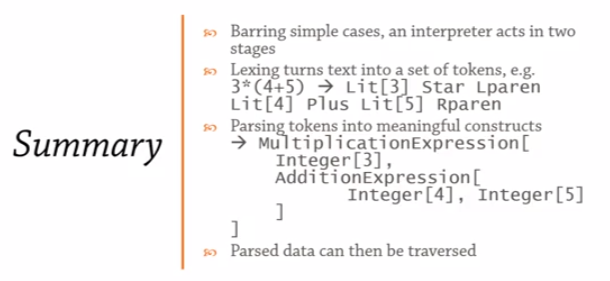 Summary
Barring simple cases, an interpreter acts in two
stages
Lexing turns text into a set of tokens, e.g.
3*(4+5) → Lit[3] Star Lparen
Lit[4] Plus Lit[5] Rparen
Parsing tokens into meaningful constructs
→ MultiplicationExpression[
Integer[3],
AdditionExpression[
Integer[4], Integer[5]
]
]
Parsed data can then be traversed